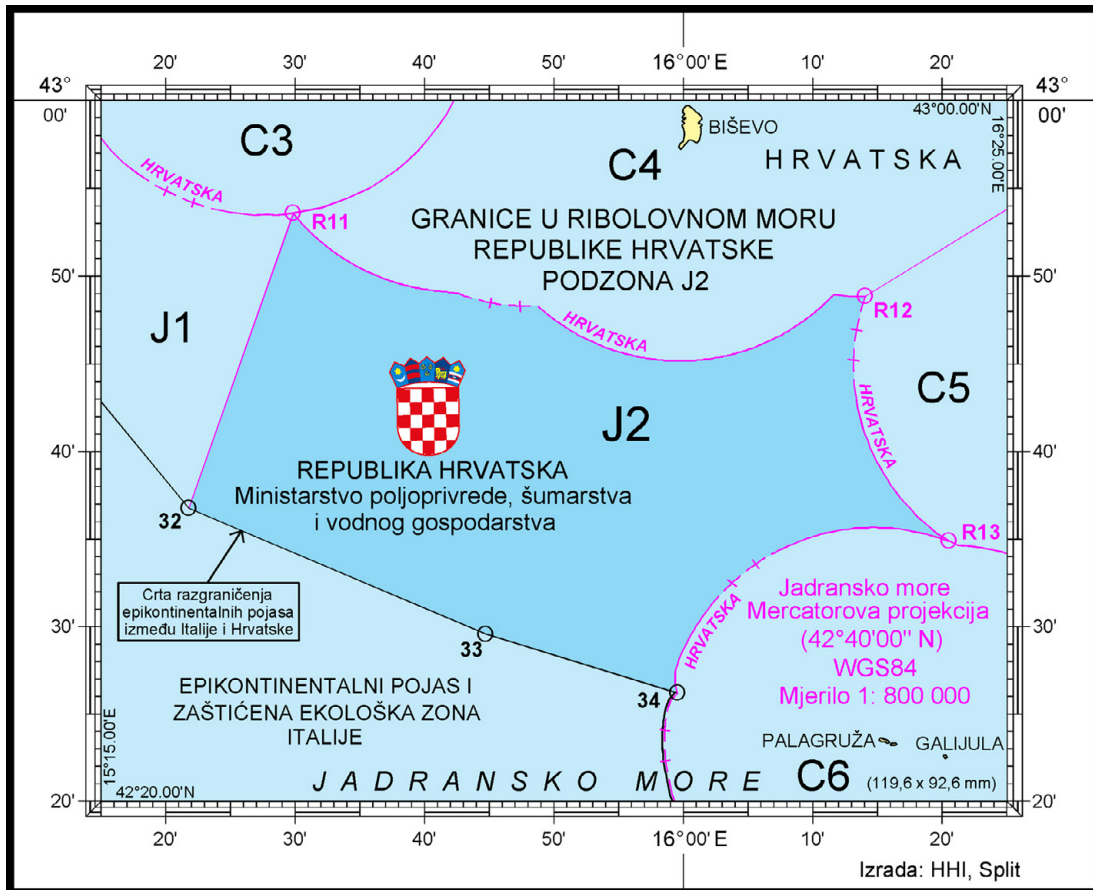 20' 30' 40' 50' 16° 00' E 10' 20'
43° 43°
00' 00'
43°00.00'N
16°25.00'E
C3
BIŠEVO
C4
HRVATSKA
HRVATSKA
R11
GRANICE U RIBOLOVNOM MORU
REPUBLIKE HRVATSKE
PODZONA J2
50' 50'
R12
J1
HRVATSKA
C5
HRVATSKA
J2
40' 40'
REPUBLIKA HRVATSKA
Ministarstvo poljoprivrede, šumarstva
i vodnog gospodarstva
32
R13
Crta razgraničenja
epikontinentalnih pojasa
između Italije i Hrvatske
HRVATSKA
Jadransko more
Mercatorova projekcija
(42°40'00" N)
WGS84
Mjerilo 1: 800 000
30' 30'
33
34
EPIKONTINENTALNI POJAS I
ZAŠTIĆENA EKOLOŠKA ZONA
ITALIJE
15°15.00'E
PALAGRUŽA GALIJULA
JADRANSKO MORE
C6 (119,6 x 92,6 mm)
42°20.00'N
20' 20'
20' 30' 40' 50' 16° 00' E 10' 20'
Izrada: HHI, Split